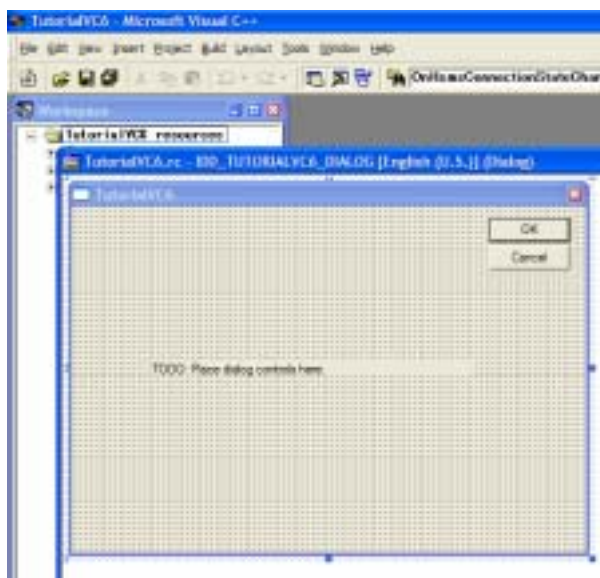 TutorialVC6 - Microsoft Visual C++
File Edit View Insert Project Build Layout Tools Window Help
OnHomeConnectionStateChan
Workspace
TutorialVC6 resources
TutorialVC6.rc - IDD_TUTORIALVC6_DIALOG [English (U.S.)] (Dialog)
TutorialVC6
OK
Cancel
TODO: Place dialog controls here.